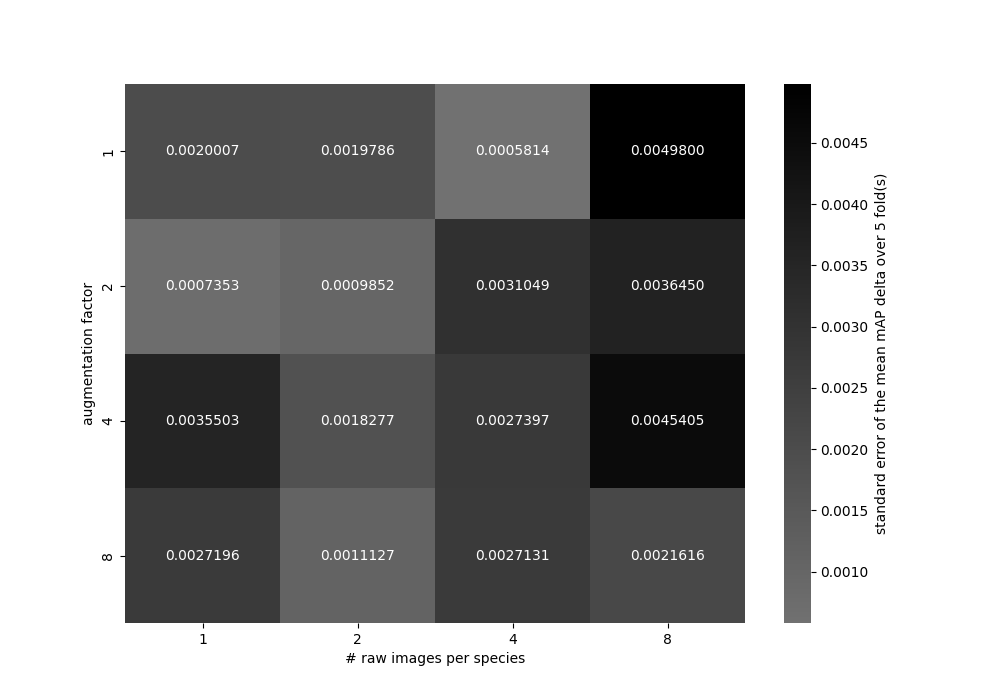 0.0020007 0.0019786 0.0005814 0.0049800
0.0007353 0.0009852 0.0031049 0.0036450
0.0035503 0.0018277 0.0027397 0.0045405
0.0027196 0.0011127 0.0027131 0.0021616
1
2
4
8
augmentation factor
1 2 4 8
# raw images per species
0.0045
0.0040
0.0035
0.0030
0.0025
0.0020
0.0015
0.0010
standard error of the mean mAP delta over 5 fold(s)